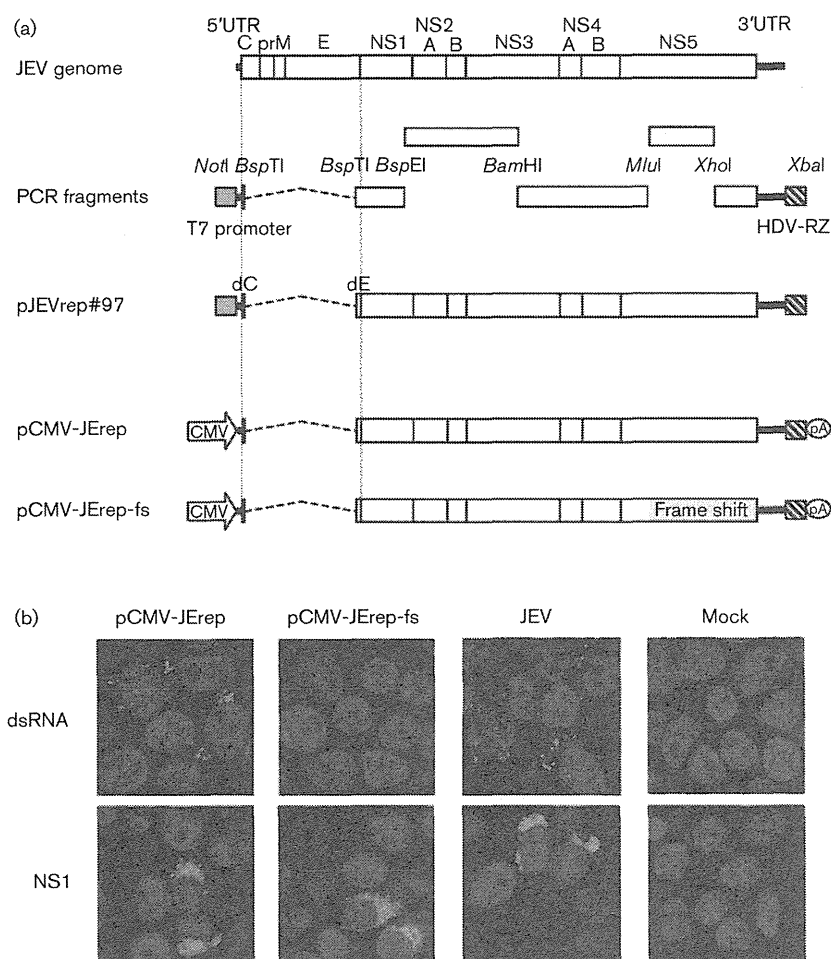 (a)
5'UTR
3'UTR
NS2
NS4
C prM E NS1 A B NS3 A B NS5
JEV genome
NotI BspTI BspTI BspEI BamHI MluI XhoI XbaI
PCR fragments
T7 promoter HDV-RZ
dC dE
pJEVrep#97
pCMV-JErep CMV pA
pCMV-JErep-fs CMV Frame shift pA
(b)
pCMV-JErep pCMV-JErep-fs JEV Mock
dsRNA
NS1